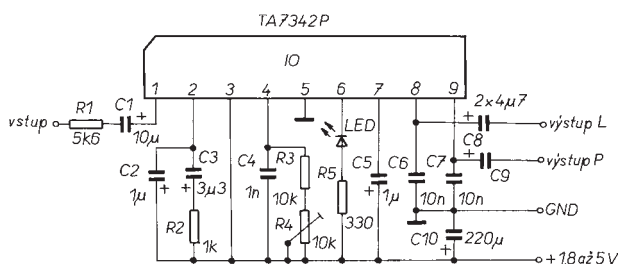 TA7342P
IO
1 2 3 4 5 6 7 8 9
vstup
R1
5k6
C1
+
10μ
C2
1μ
+
C3
+
3μ3
R2
1k
C4
1n
R3
10k
R4
10k
LED
R5
330
C5
+
1μ
C6
10n
C7
10n
2×4μ7
+
C8
výstup L
+
C9
výstup P
GND
C10
220μ
+
+1.8 až 5V